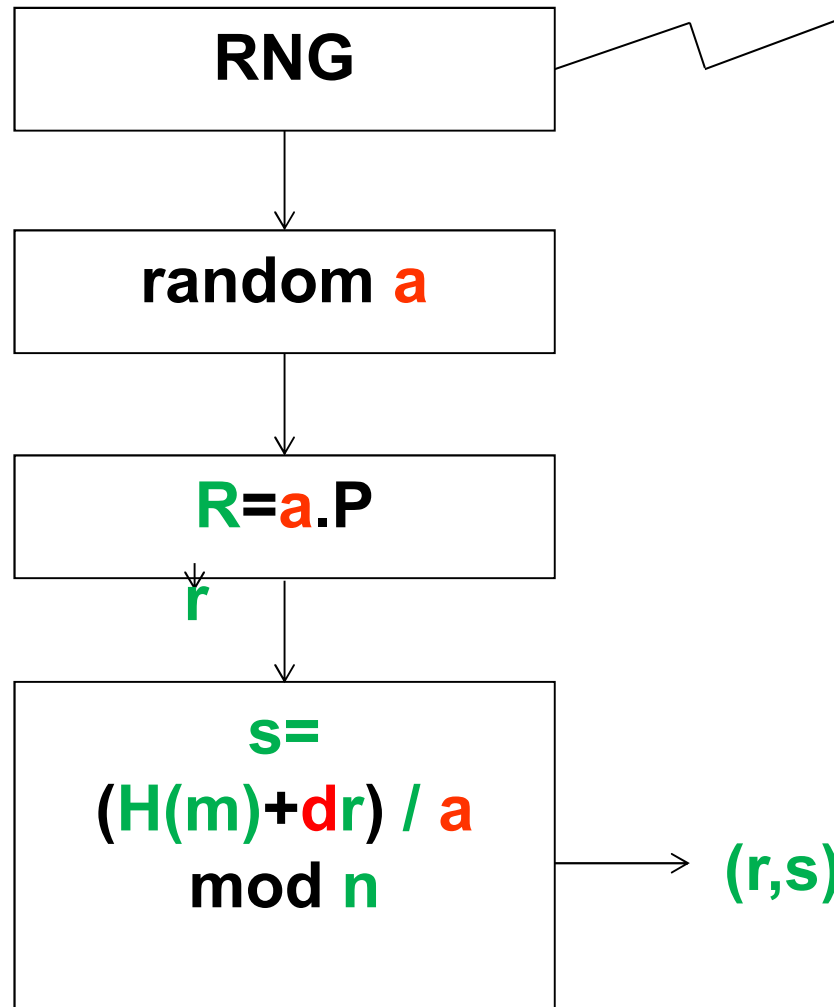 RNG
random a
R=a.P
r
s=
(H(m)+dr) / a
mod n
(r,s)